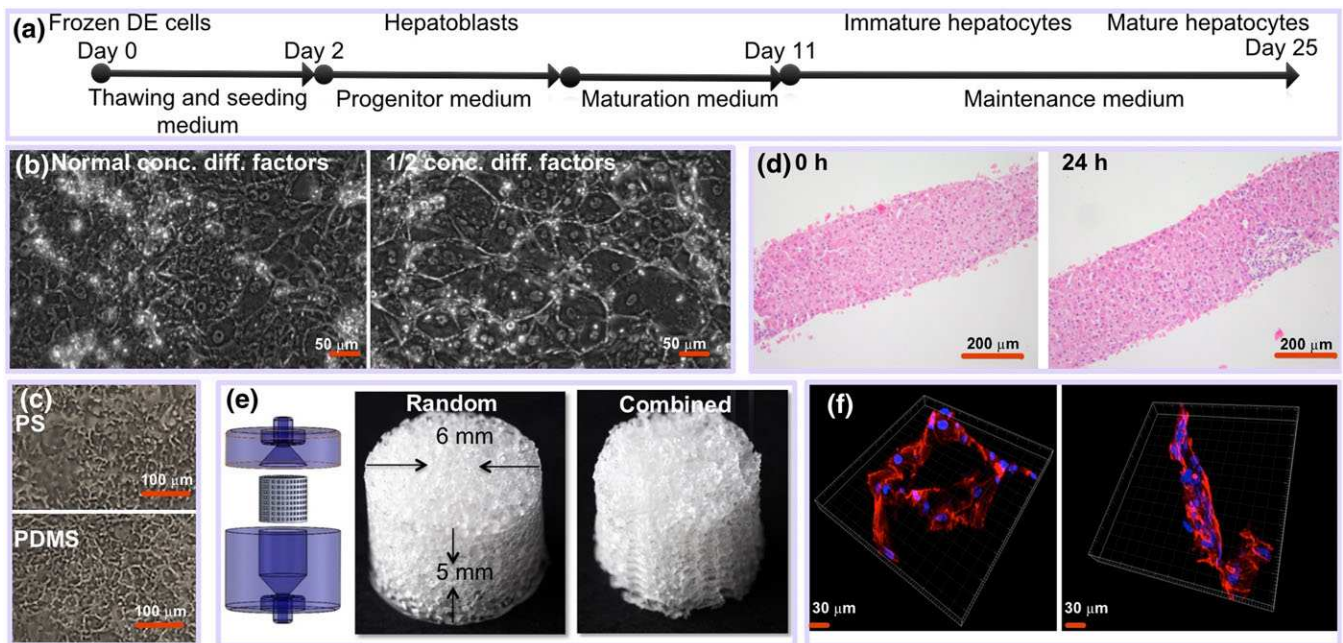 (a)
Frozen DE cells Hepatoblasts Immature hepatocytes Mature hepatocytes
Day 0 Day 2 Day 11 Day 25
Thawing and seeding medium Progenitor medium Maturation medium Maintenance medium
(b)
Normal conc. diff. factors
50 μm
1/2 conc. diff. factors
50 μm
(d)
0 h
200 μm
24 h
200 μm
(c)
PS
100 μm
PDMS
100 μm
(e)
Random
6 mm
5 mm
Combined
(f)
30 μm
30 μm